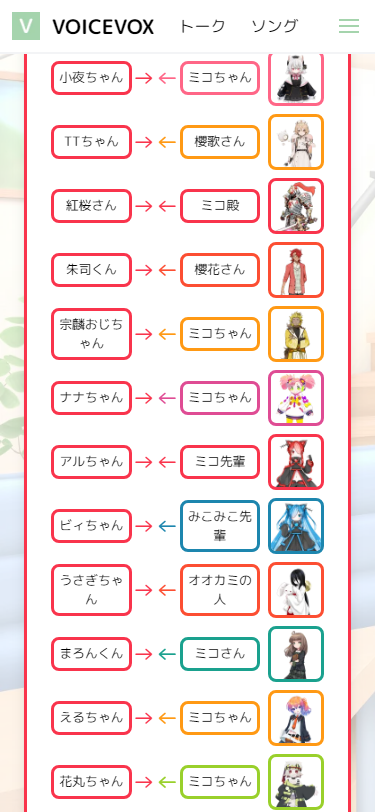 V VOICEVOX トーク ソング
小夜ちゃん ミコちゃん
TTちゃん 櫻歌さん
紅桜さん ミコ殿
朱司くん 櫻花さん
宗麟おじち
ゃん
ミコちゃん
ナナちゃん ミコちゃん
アルちゃん ミコ先輩
ビィちゃん
みこみこ先
輩
うさぎちゃ
ん
オオカミの
人
まろんくん ミコさん
えるちゃん ミコちゃん
花丸ちゃん ミコちゃん